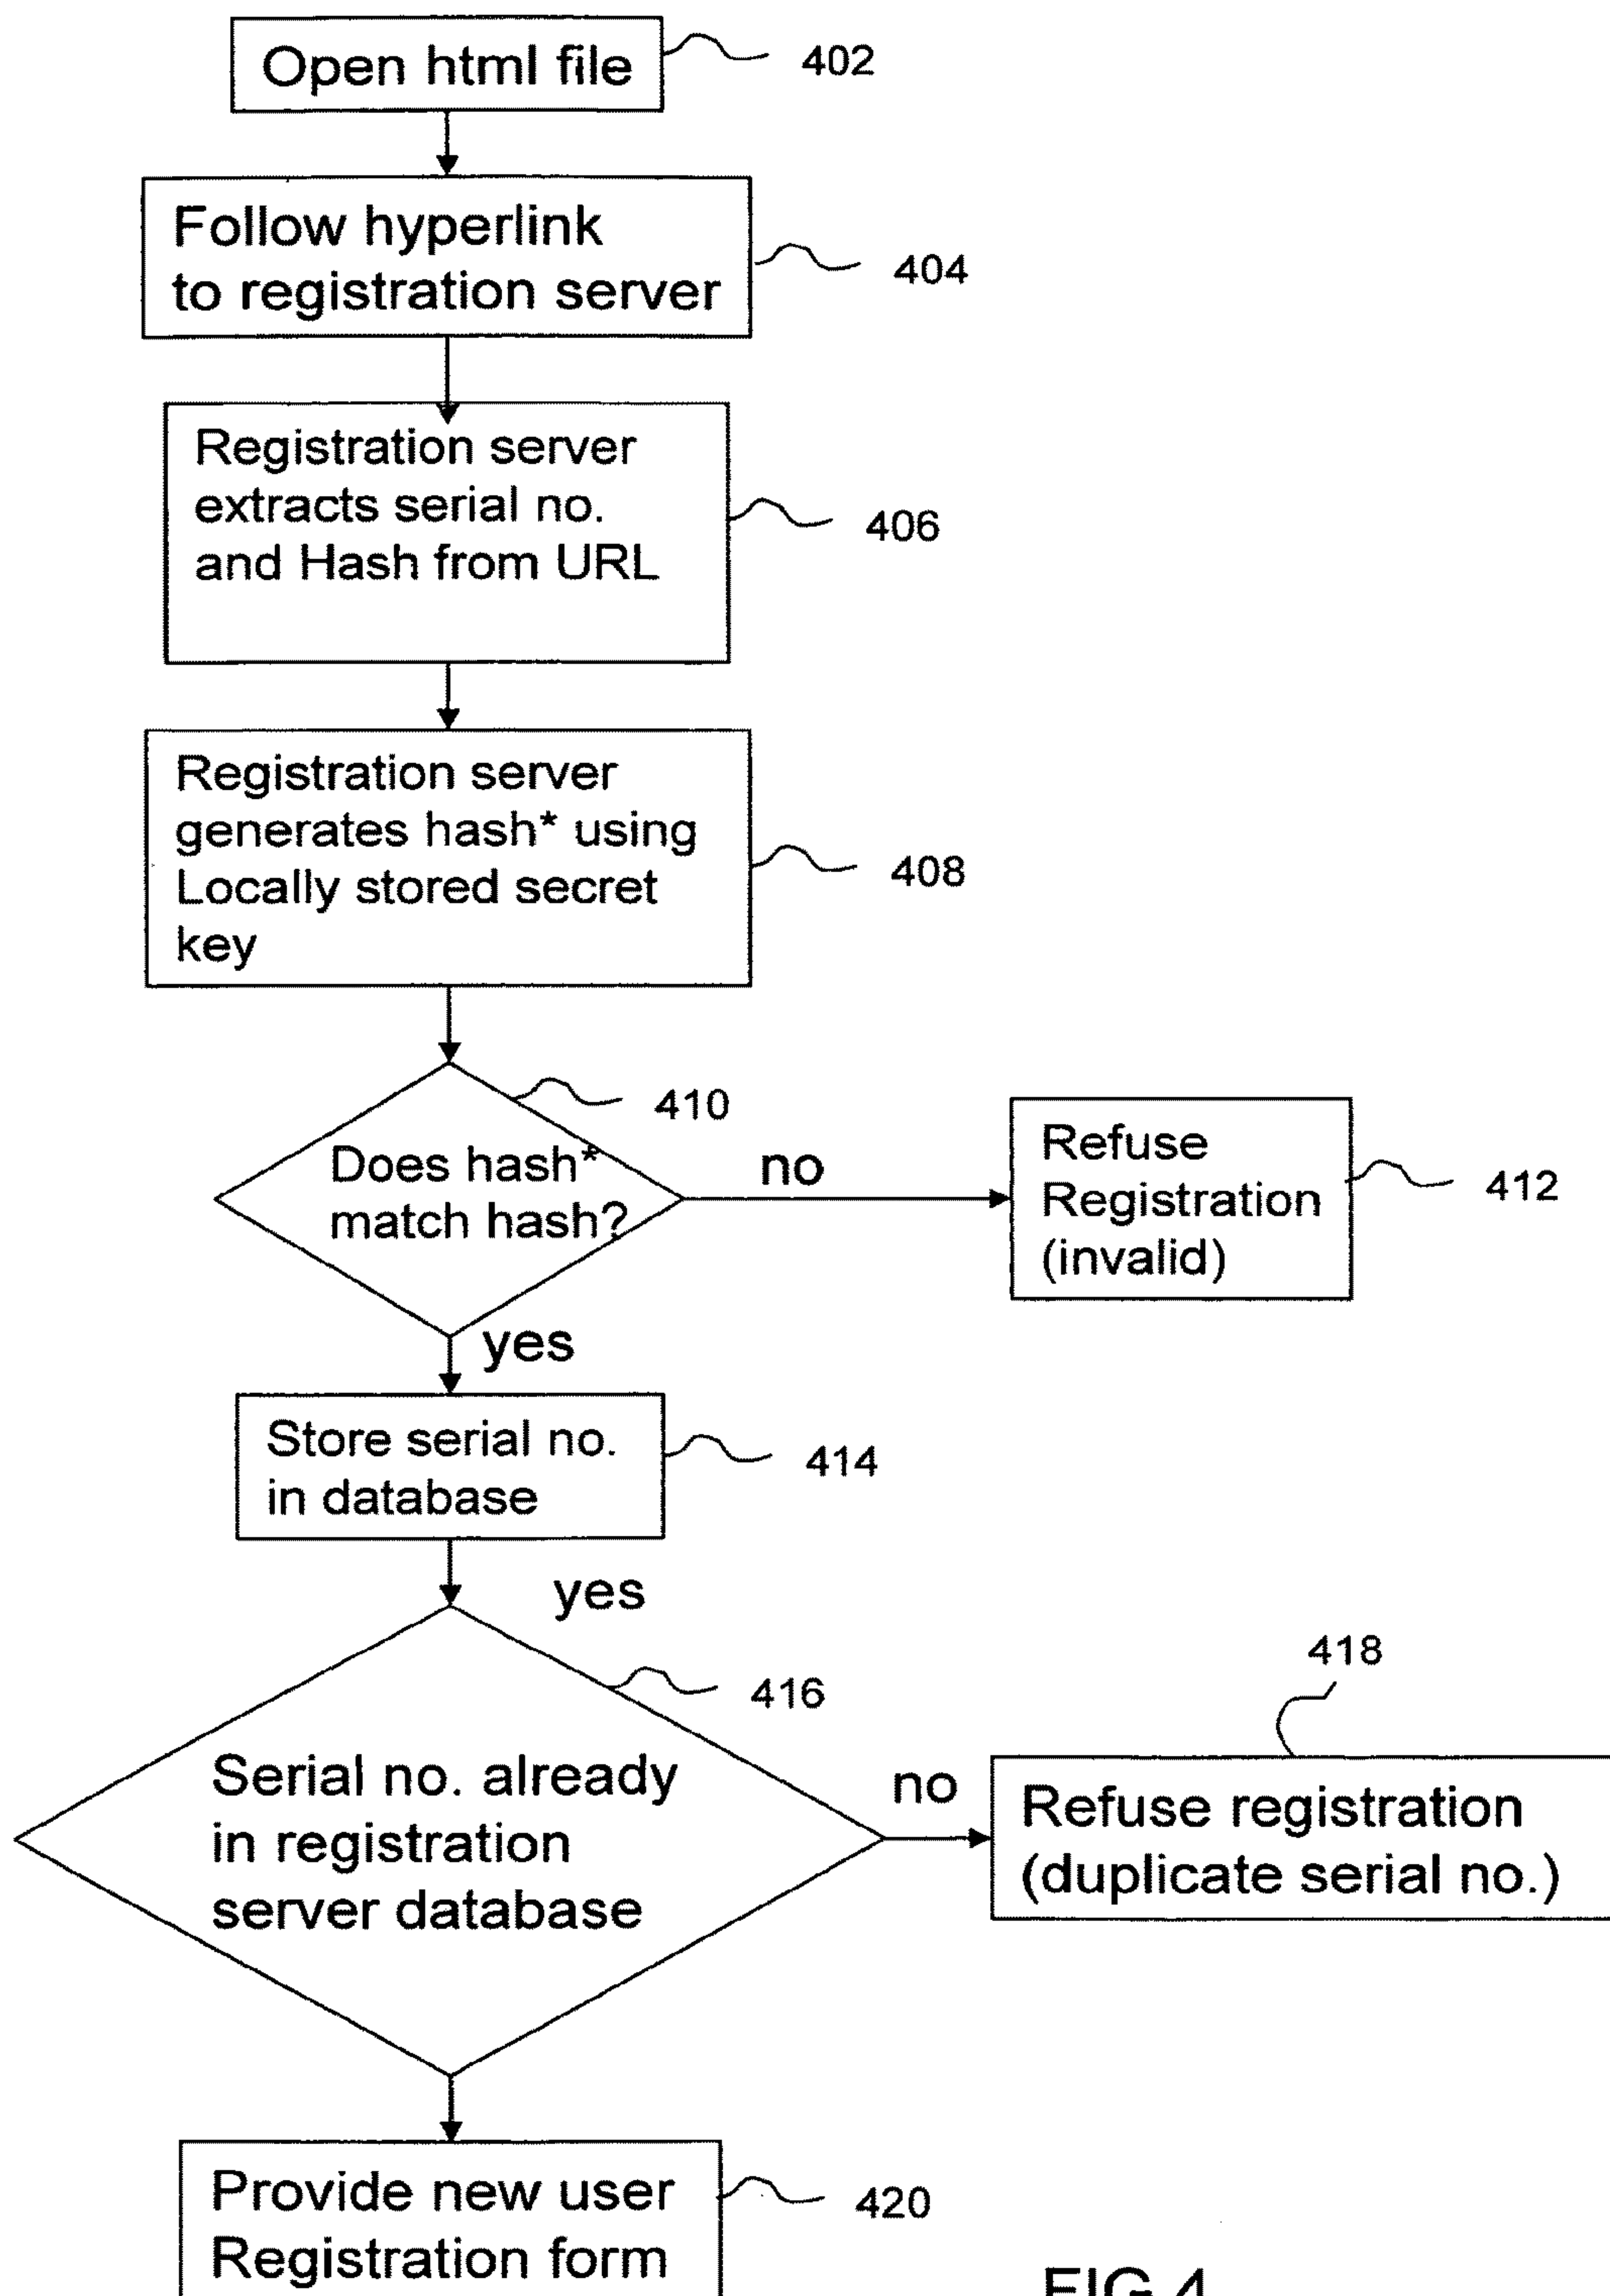 Open html file
402
Follow hyperlink
to registration server
404
Registration server
extracts serial no.
and Hash from URL
406
Registration server
generates hash* using
Locally stored secret
key
408
410
Does hash*
match hash?
no
Refuse
Registration
(invalid)
412
yes
Store serial no.
in database
414
yes
416
Serial no. already
in registration
server database
no
418
Refuse registration
(duplicate serial no.)
Provide new user
Registration form
420
FIG 4